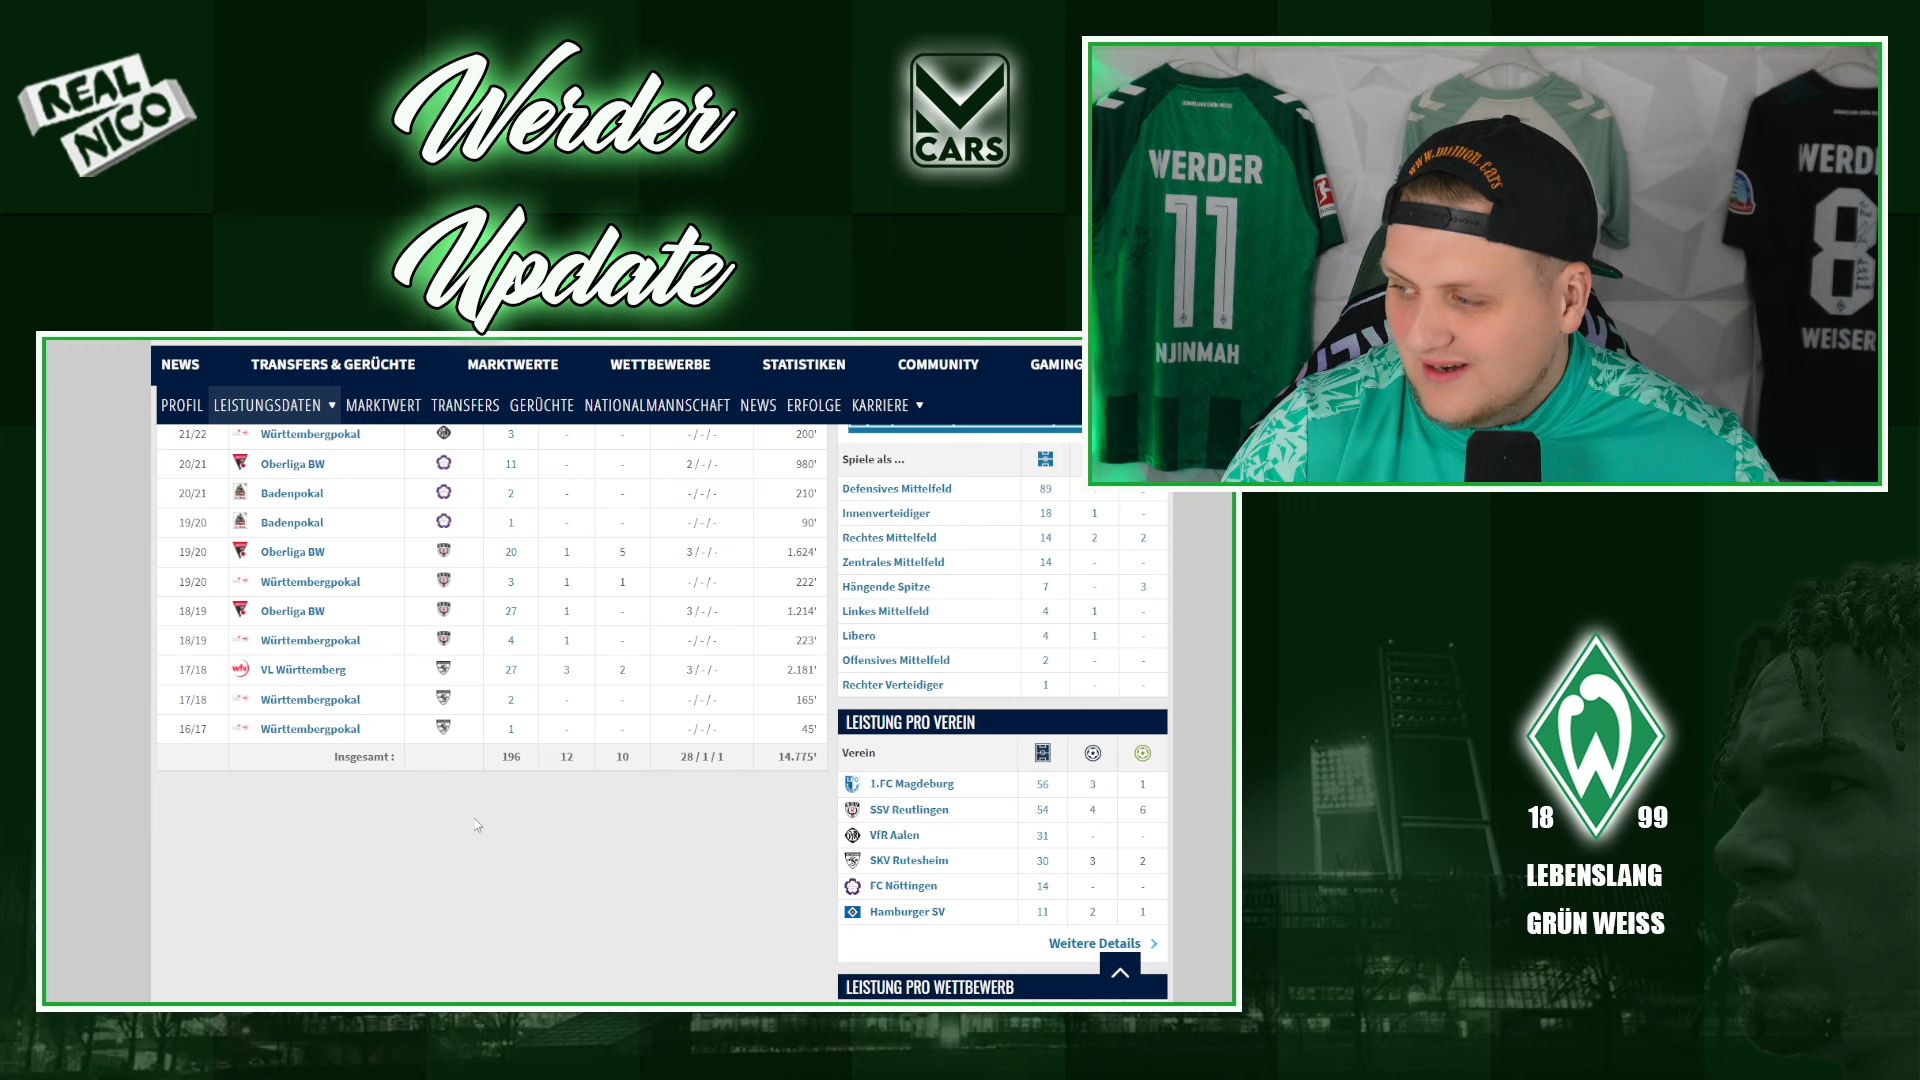 REAL
NICO
Werder
Update
CARS
WERDER
11
NJINMAH
www.million.cars
WERD
8
WEISER
NEWS TRANSFERS & GERÜCHTE MARKTWERTE WETTBEWERBE STATISTIKEN COMMUNITY GAMING
PROFIL LEISTUNGSDATEN MARKTWERT TRANSFERS GERÜCHTE NATIONALMANNSCHAFT NEWS ERFOLGE KARRIERE
21/22 Württembergpokal 3 - - - / - / - 200'
20/21 Oberliga BW 11 - - 2 / - / - 980'
20/21 Badenpokal 2 - - - / - / - 210'
19/20 Badenpokal 1 - - - / - / - 90'
19/20 Oberliga BW 20 1 5 3 / - / - 1.624'
19/20 Württembergpokal 3 1 1 - / - / - 222'
18/19 Oberliga BW 27 1 - 3 / - / - 1.214'
18/19 Württembergpokal 4 1 - - / - / - 223'
17/18 wfv VL Württemberg 27 3 2 3 / - / - 2.181'
17/18 Württembergpokal 2 - - - / - / - 165'
16/17 Württembergpokal 1 - - - / - / - 45'
Insgesamt : 196 12 10 28 / 1 / 1 14.775'
Spiele als ...
Defensives Mittelfeld 89 - -
Innenverteidiger 18 1 -
Rechtes Mittelfeld 14 2 2
Zentrales Mittelfeld 14 - -
Hängende Spitze 7 - 3
Linkes Mittelfeld 4 1 -
Libero 4 1 -
Offensives Mittelfeld 2 - -
Rechter Verteidiger 1 - -
LEISTUNG PRO VEREIN
Verein
1.FC Magdeburg 56 3 1
SSV Reutlingen 54 4 6
VfR Aalen 31 - -
SKV Rutesheim 30 3 2
FC Nöttingen 14 - -
Hamburger SV 11 2 1
Weitere Details
LEISTUNG PRO WETTBEWERB
W
18 99
LEBENSLANG
GRÜN WEISS